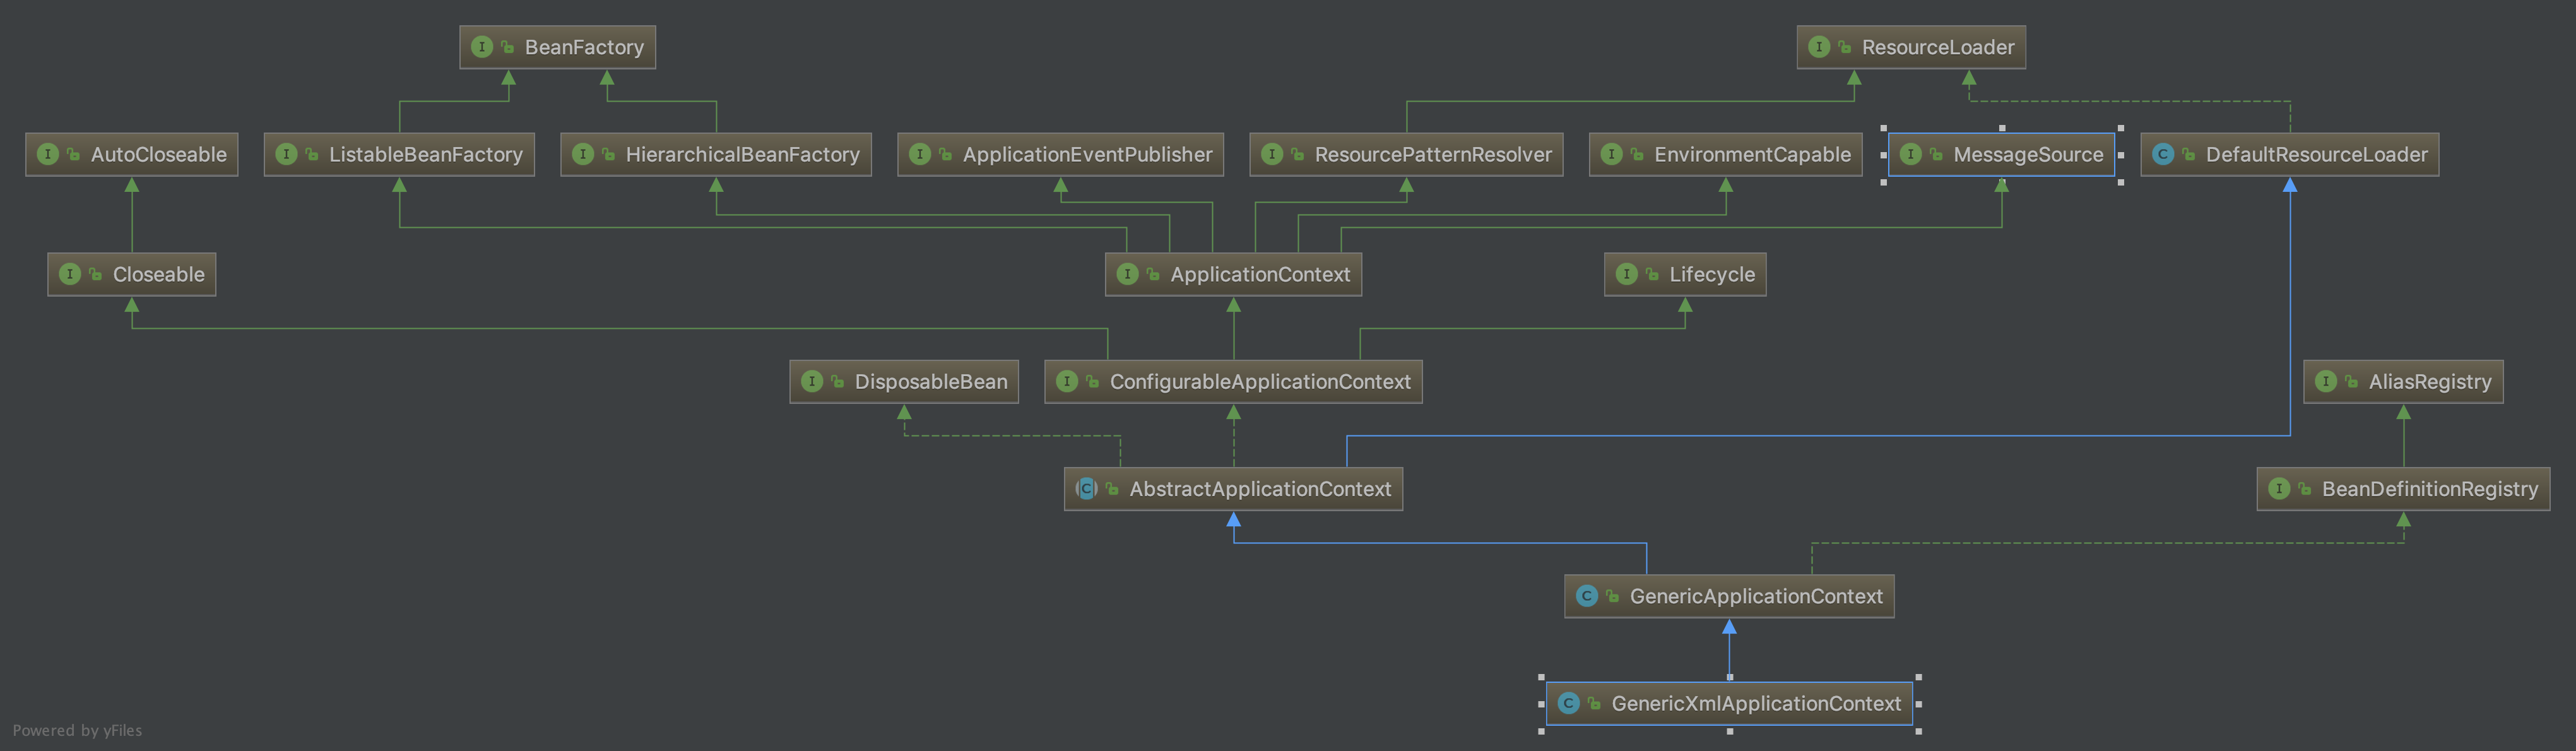 BeanFactory
ResourceLoader
AutoCloseable
ListableBeanFactory
HierarchicalBeanFactory
ApplicationEventPublisher
ResourcePatternResolver
EnvironmentCapable
MessageSource
DefaultResourceLoader
Closeable
ApplicationContext
Lifecycle
DisposableBean
ConfigurableApplicationContext
AliasRegistry
AbstractApplicationContext
BeanDefinitionRegistry
GenericApplicationContext
GenericXmlApplicationContext
Powered by yFiles